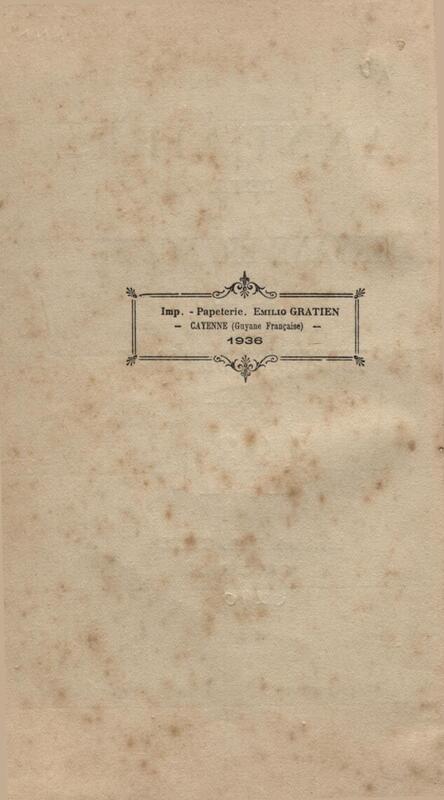 Imp. - Papeterie. EMILIO GRATIEN
— CAYENNE (Guyane Française) —
1936